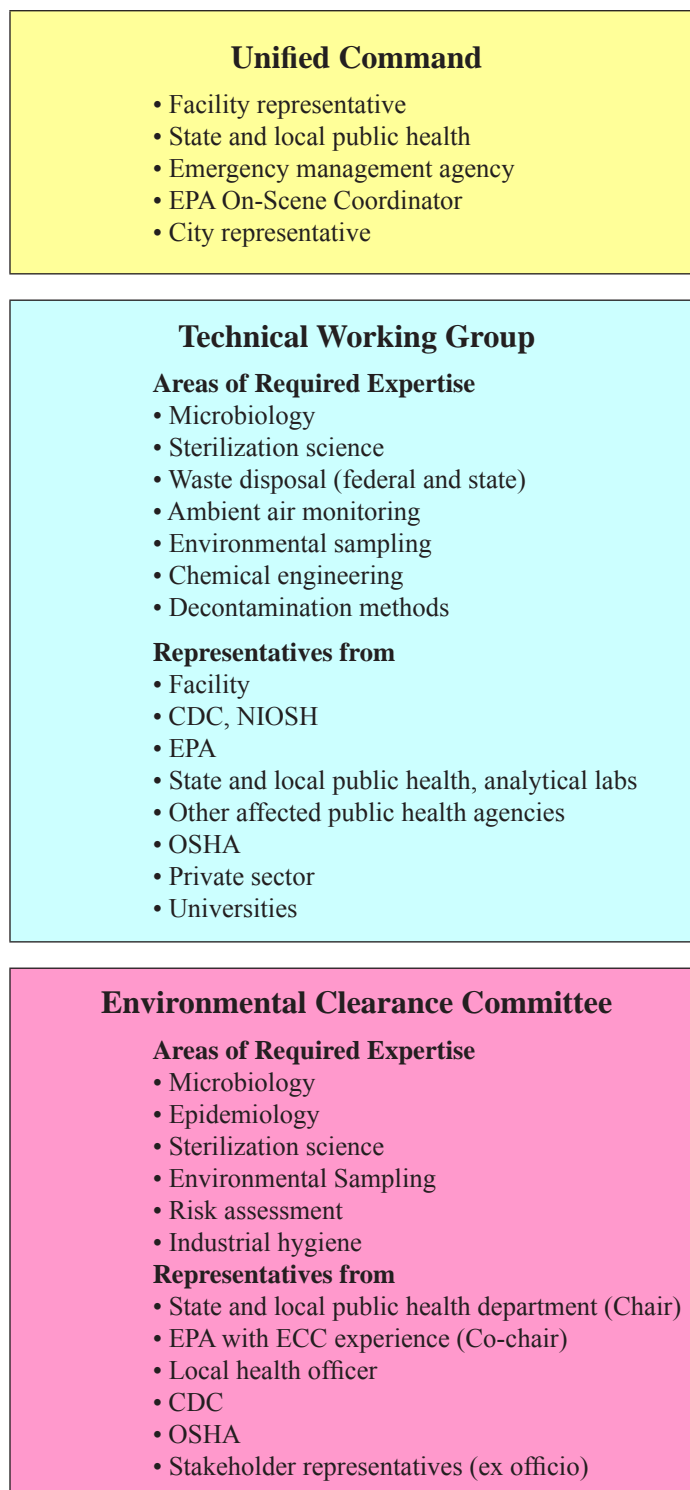 Unified Command
• Facility representative
• State and local public health
• Emergency management agency
• EPA On-Scene Coordinator
• City representative
Technical Working Group
Areas of Required Expertise
• Microbiology
• Sterilization science
• Waste disposal (federal and state)
• Ambient air monitoring
• Environmental sampling
• Chemical engineering
• Decontamination methods
Representatives from
• Facility
• CDC, NIOSH
• EPA
• State and local public health, analytical labs
• Other affected public health agencies
• OSHA
• Private sector
• Universities
Environmental Clearance Committee
Areas of Required Expertise
• Microbiology
• Epidemiology
• Sterilization science
• Environmental Sampling
• Risk assessment
• Industrial hygiene
Representatives from
• State and local public health department (Chair)
• EPA with ECC experience (Co-chair)
• Local health officer
• CDC
• OSHA
• Stakeholder representatives (ex officio)